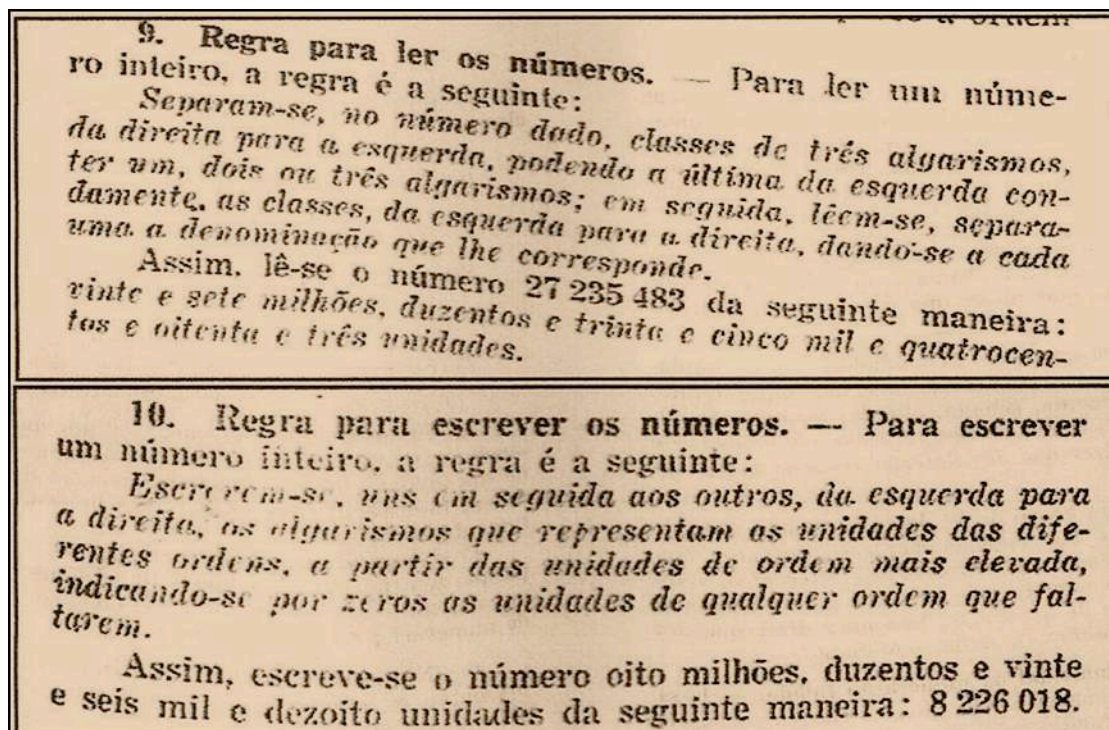 a ordem
9. Regra para ler os números. — Para ler um núme-
ro inteiro, a regra é a seguinte:
Separam-se, no número dado, classes de três algarismos,
da direita para a esquerda, podendo a última da esquerda con-
ter um, dois ou três algarismos; em seguida, lêem-se, separa-
damente, as classes, da esquerda para a direita, dando-se a cada
uma a denominação que lhe corresponde.
Assim, lê-se o número 27 235 483 da seguinte maneira:
vinte e sete milhões, duzentos e trinta e cinco mil e quatrocen-
tos e oitenta e três unidades.
10. Regra para escrever os números. — Para escrever
um número inteiro, a regra é a seguinte:
Escrevem-se, uns em seguida aos outros, da esquerda para
a direita, os algarismos que representam as unidades das dife-
rentes ordens, a partir das unidades de ordem mais elevada,
indicando-se por zeros as unidades de qualquer ordem que fal-
tarem.
Assim, escreve-se o número oito milhões, duzentos e vinte
e seis mil e dezoito unidades da seguinte maneira: 8 226 018.